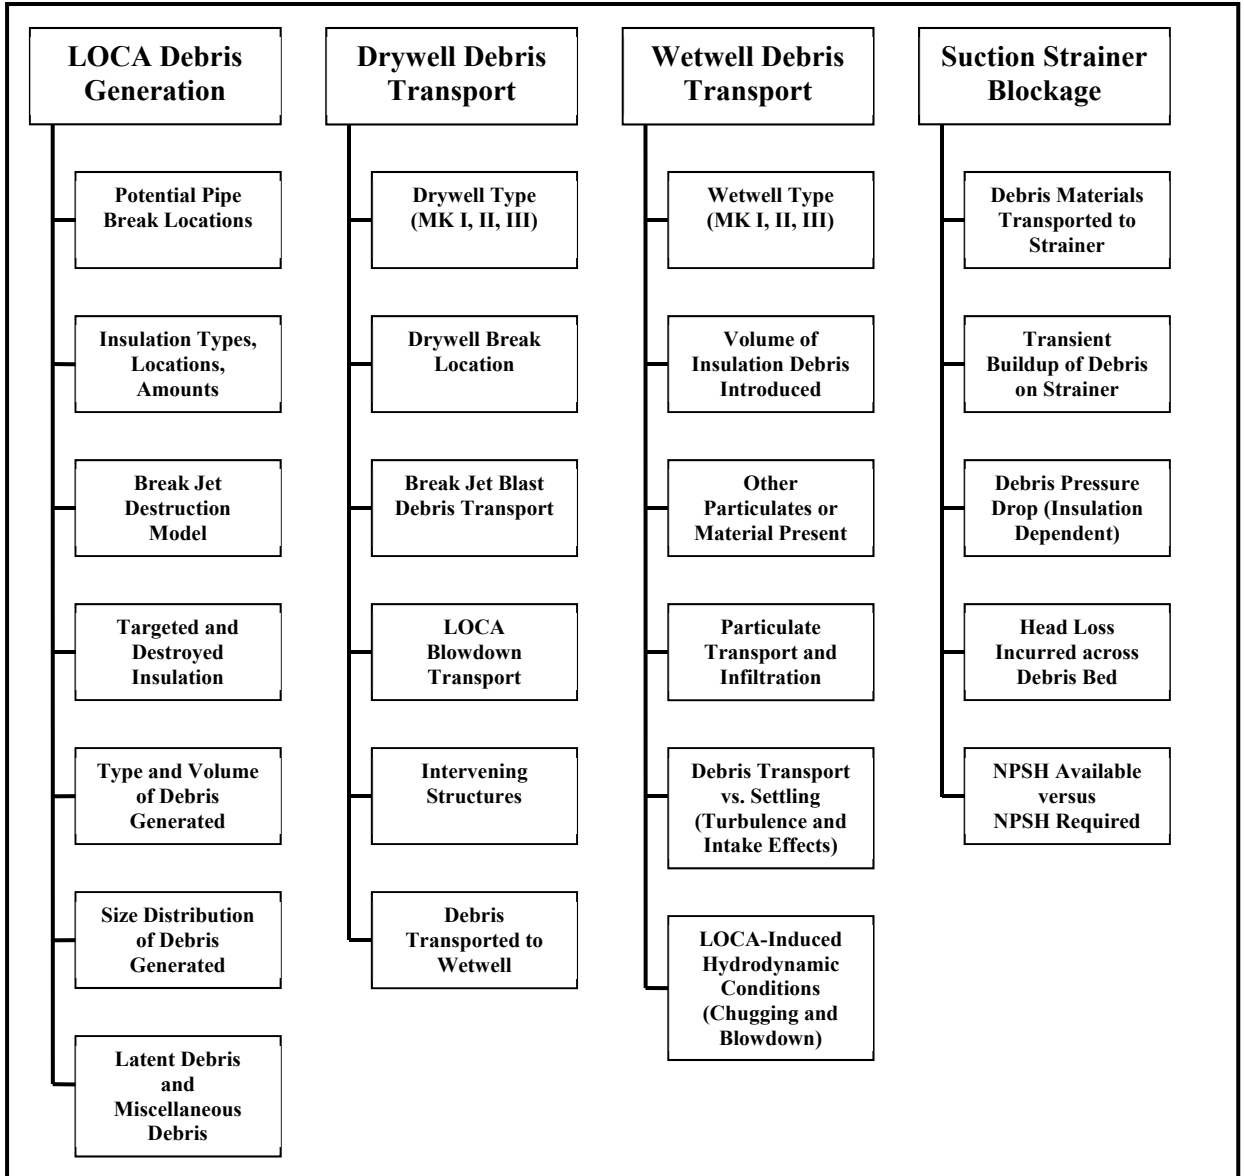 LOCA Debris
Generation
Potential Pipe
Break Locations
Insulation Types,
Locations,
Amounts
Break Jet
Destruction
Model
Targeted and
Destroyed
Insulation
Type and Volume
of Debris
Generated
Size Distribution
of Debris
Generated
Latent Debris
and
Miscellaneous
Debris
Drywell Debris
Transport
Drywell Type
(MK I, II, III)
Drywell Break
Location
Break Jet Blast
Debris Transport
LOCA
Blowdown
Transport
Intervening
Structures
Debris
Transported to
Wetwell
Wetwell Debris
Transport
Wetwell Type
(MK I, II, III)
Volume of
Insulation Debris
Introduced
Other
Particulates or
Material Present
Particulate
Transport and
Infiltration
Debris Transport
vs. Settling
(Turbulence and
Intake Effects)
LOCA-Induced
Hydrodynamic
Conditions
(Chugging and
Blowdown)
Suction Strainer
Blockage
Debris Materials
Transported to
Strainer
Transient
Buildup of Debris
on Strainer
Debris Pressure
Drop (Insulation
Dependent)
Head Loss
Incurred across
Debris Bed
NPSH Available
versus
NPSH Required